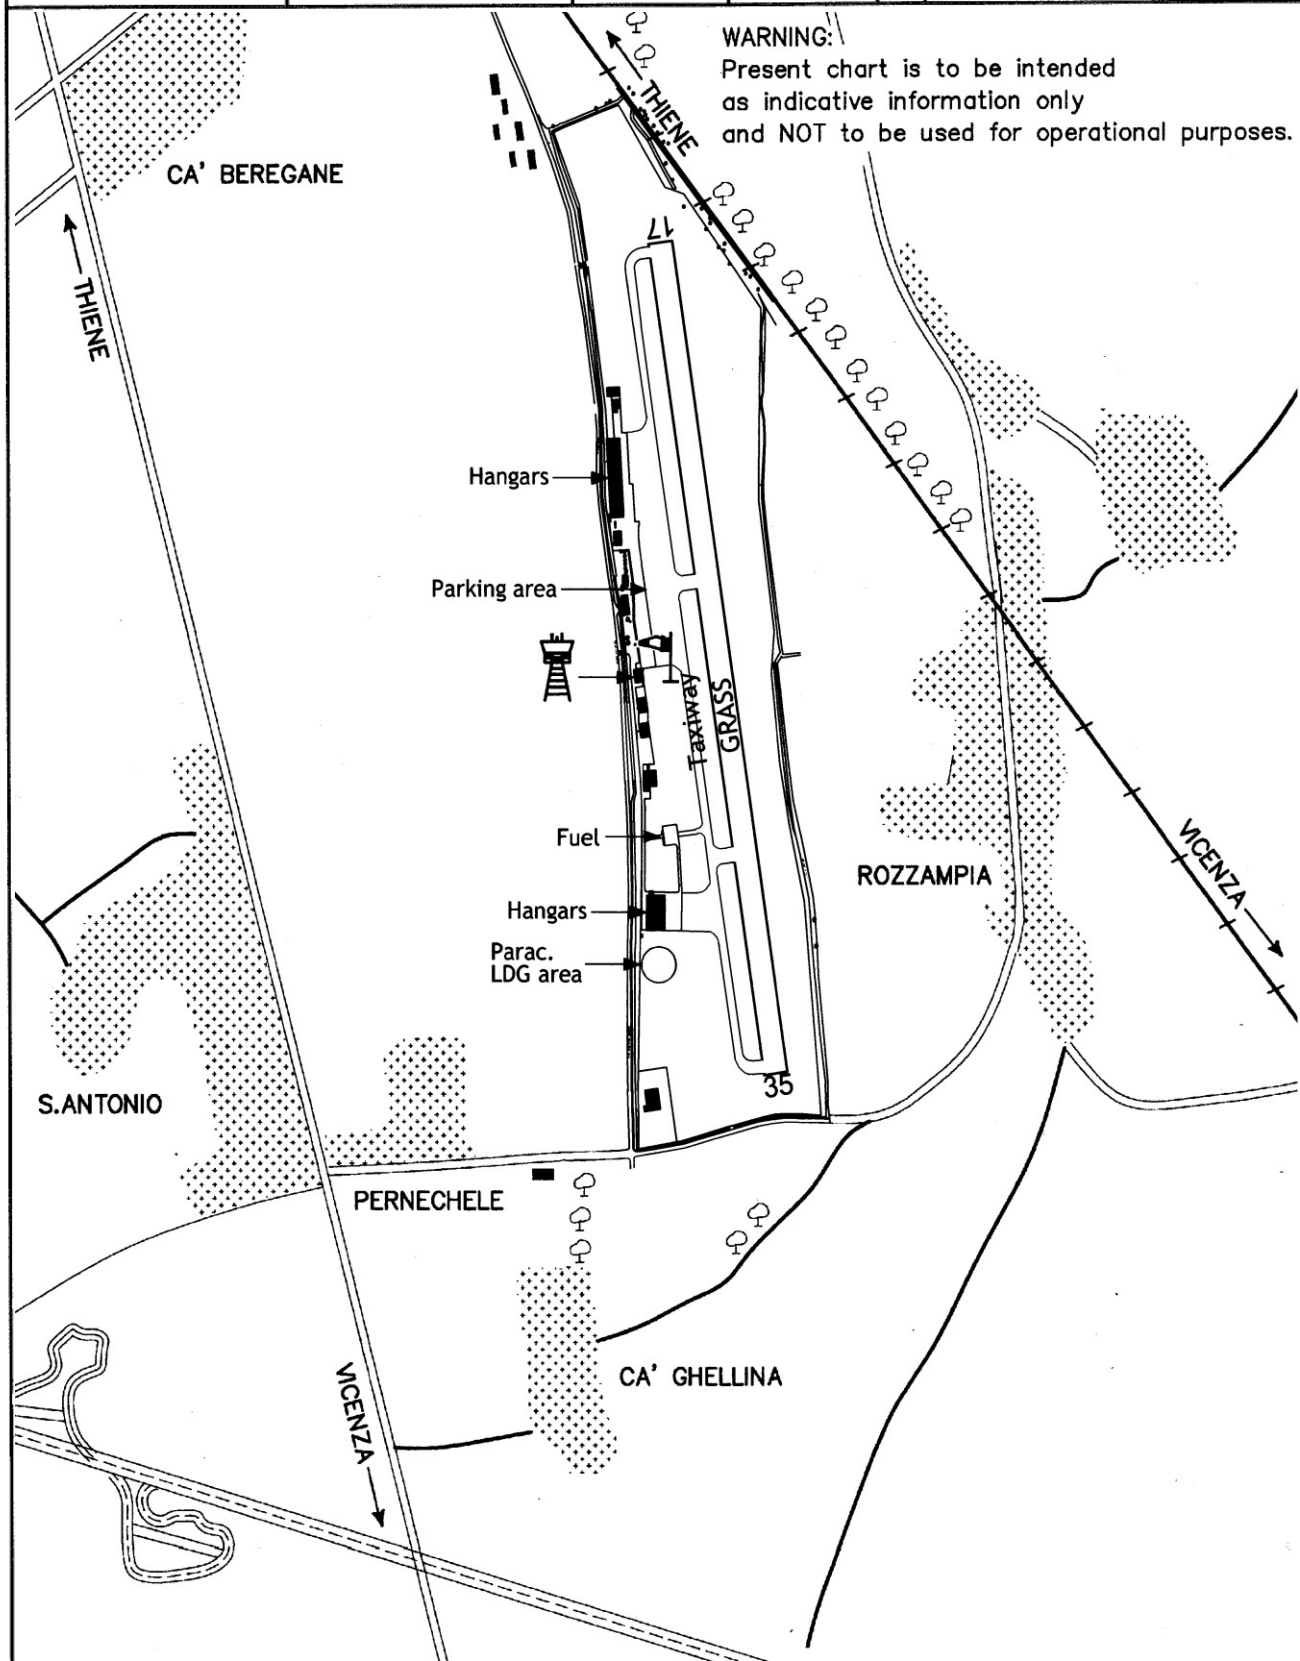 WARNING:
Present chart is to be intended
as indicative information only
and NOT to be used for operational purposes.
THIENE
CA' BEREGANE
17
THIENE
Hangars
Parking area
Taxiway
GRASS
Fuel
ROZZAMPIA
VICENZA
Hangars
Parac.
LDG area
35
S.ANTONIO
PERNECHELE
CA' GHELLINA
VICENZA